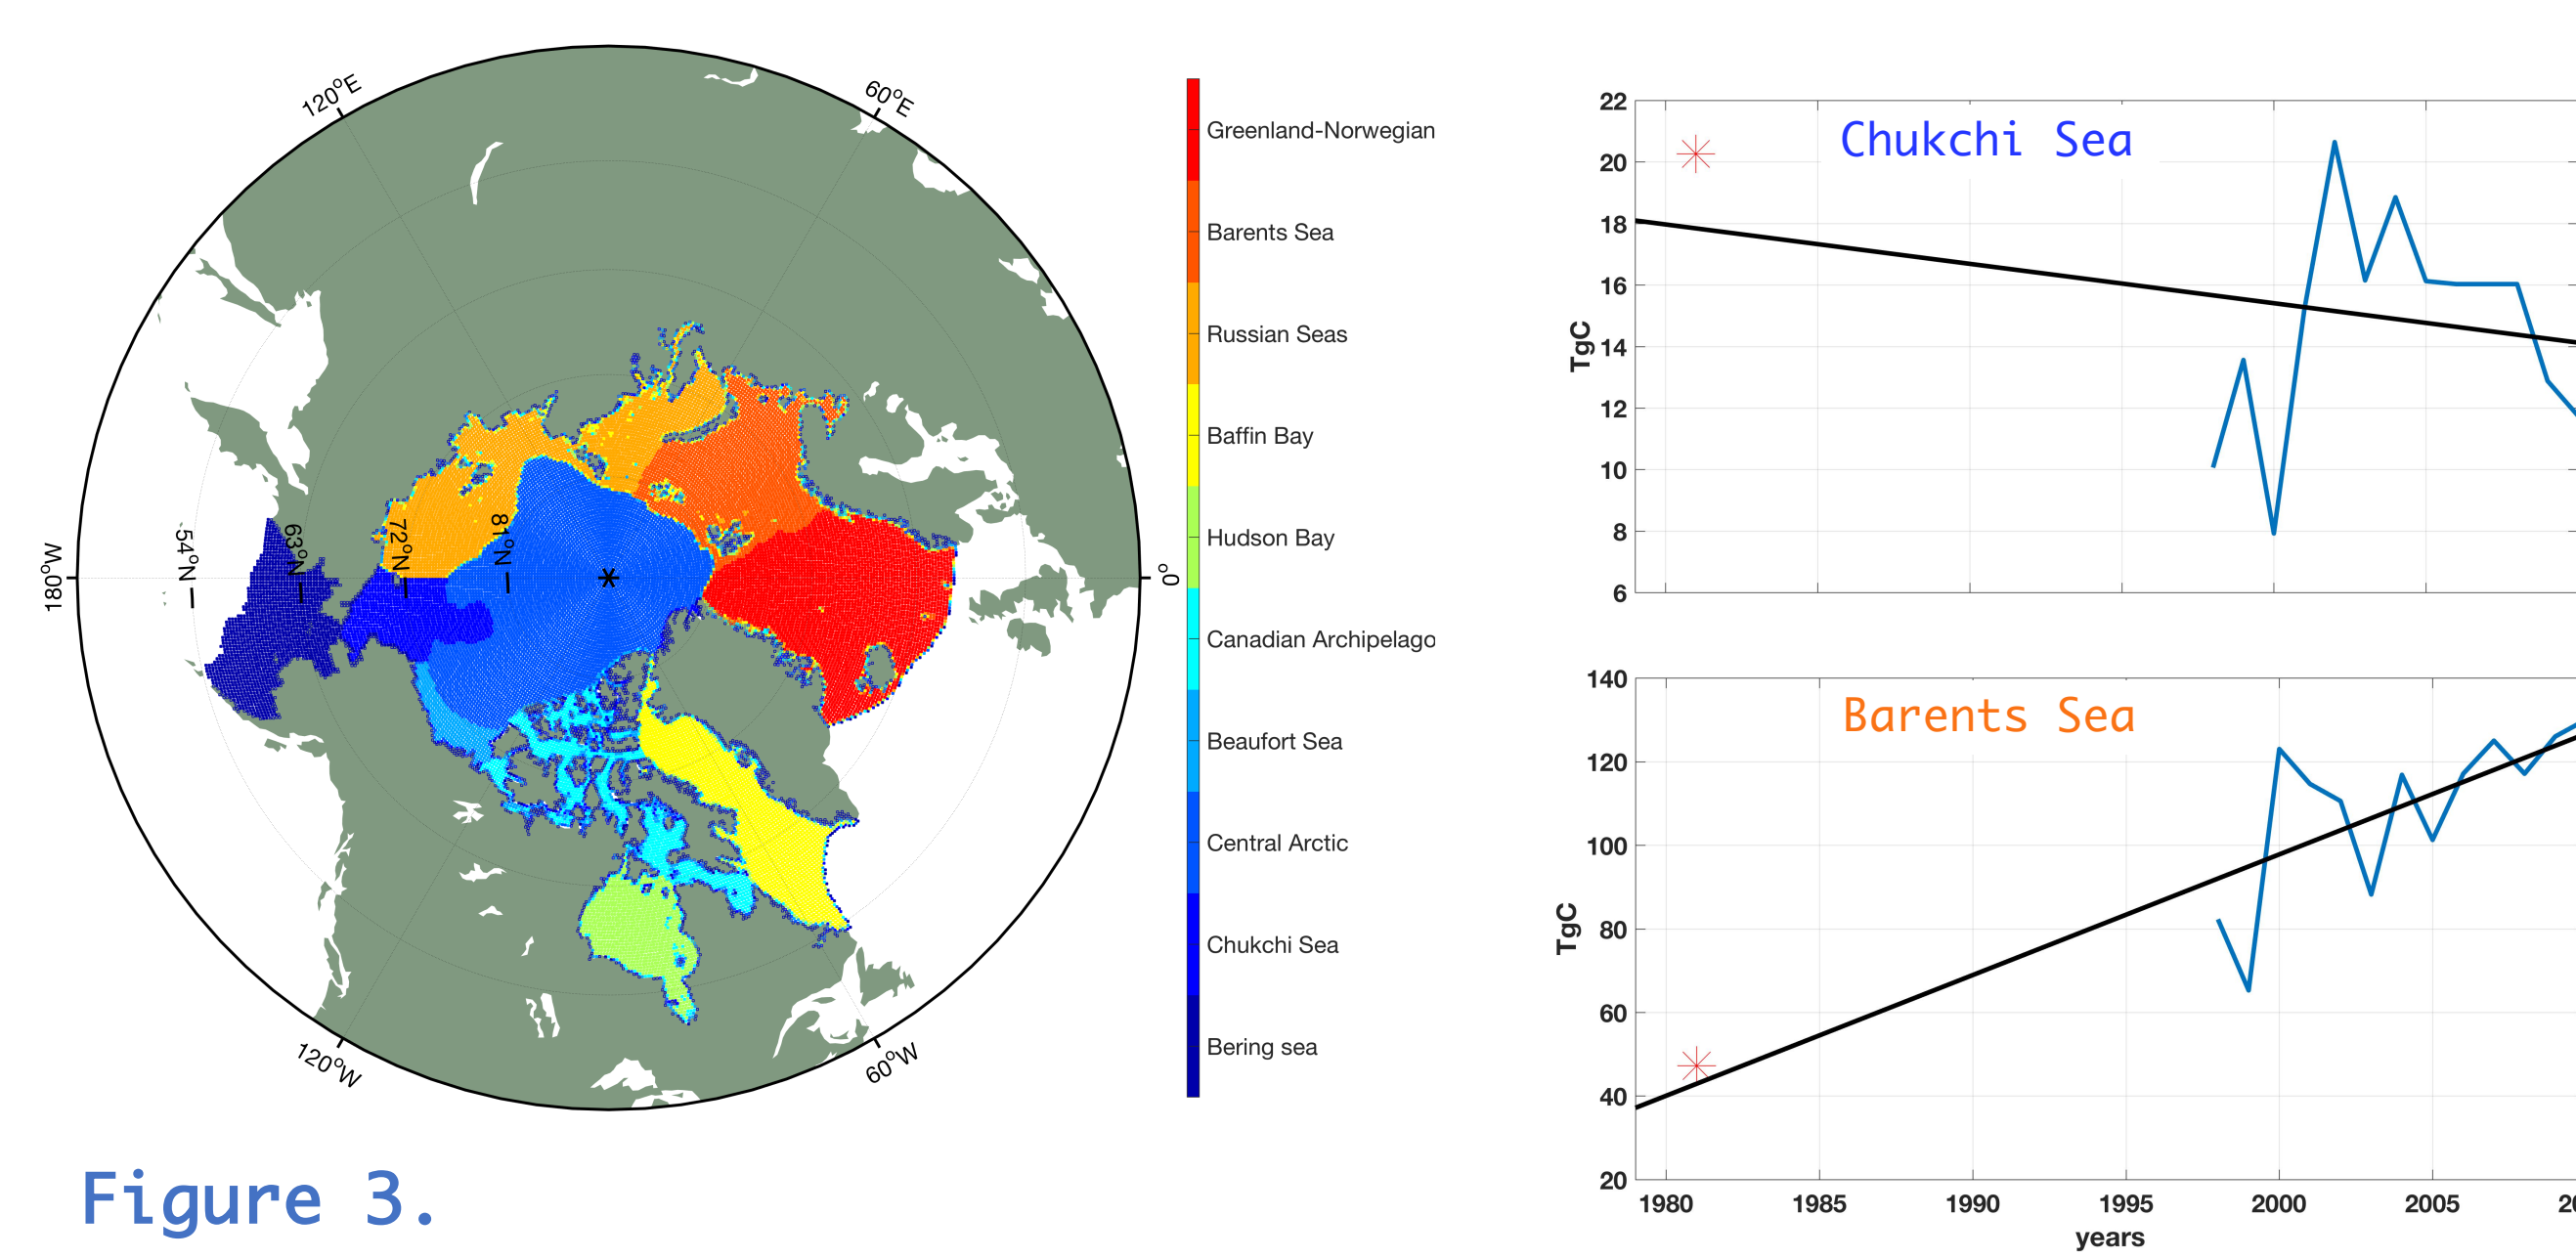 120°E
60°E
180°W
54°N
63°N
72°N
81°N
0°
120°W
60°W
Greenland-Norwegian
Barents Sea
Russian Seas
Baffin Bay
Hudson Bay
Canadian Archipelago
Beaufort Sea
Central Arctic
Chukchi Sea
Bering sea
Figure 3.
Chukchi Sea
22
20
18
16
14
12
10
8
6
TgC
Barents Sea
140
120
100
80
60
40
20
TgC
1980 1985 1990 1995 2000 2005 20
years